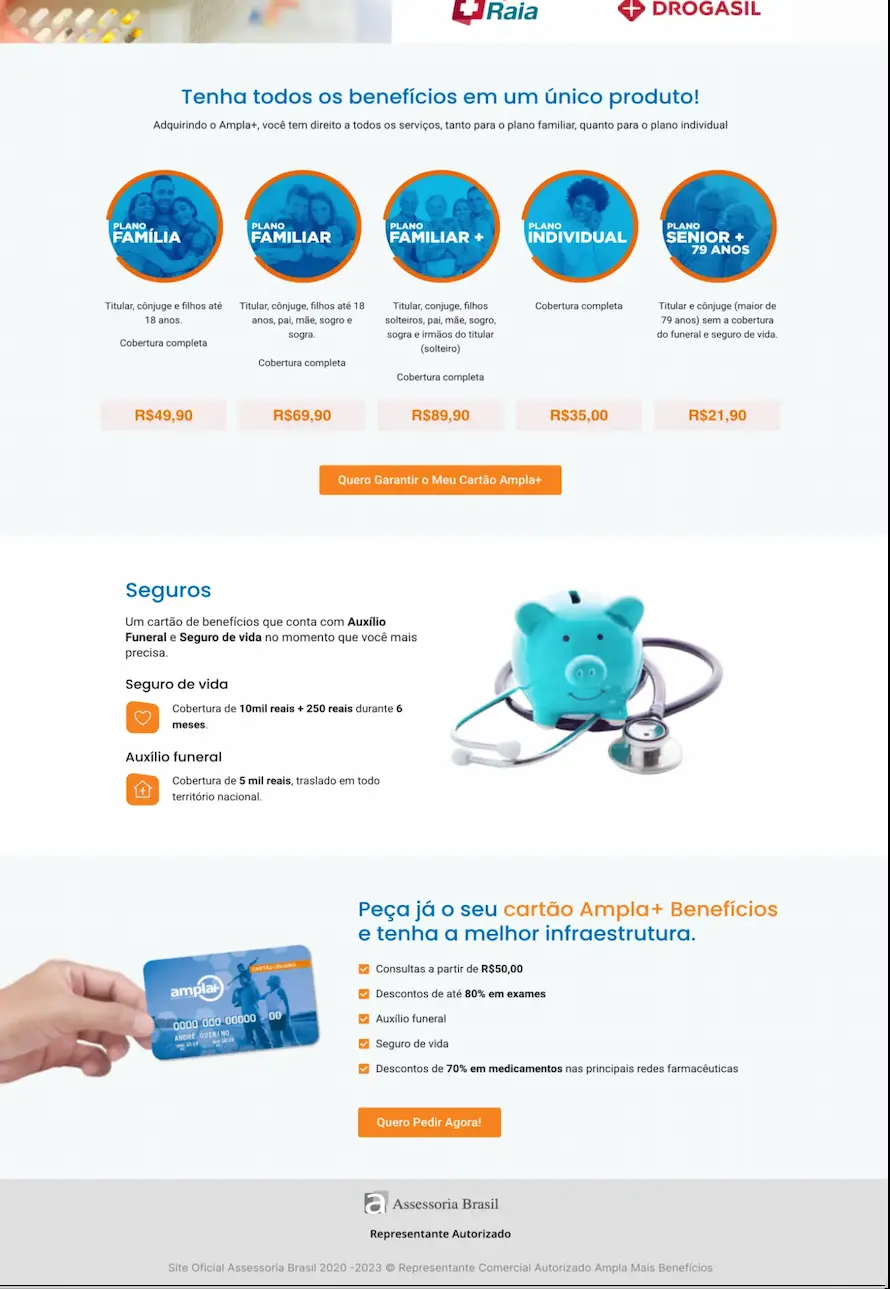 Raia
DROGASIL
Tenha todos os benefícios em um único produto!
Adquirindo o Ampla+, você tem direito a todos os serviços, tanto para o plano familiar, quanto para o plano individual
PLANO
FAMÍLIA
Titular, cônjuge e filhos até
18 anos.
Cobertura completa
R$49,90
PLANO
FAMILIAR
Titular, cônjuge, filhos até 18
anos, pai, mãe, sogro e
sogra.
Cobertura completa
R$69,90
PLANO
FAMILIAR +
Titular, conjuge, filhos
solteiros, pai, mãe, sogro,
sogra e irmãos do titular
(solteiro)
Cobertura completa
R$89,90
PLANO
INDIVIDUAL
Cobertura completa
R$35,00
PLANO
SENIOR +
79 ANOS
Titular e cônjuge (maior de
79 anos) sem a cobertura
do funeral e seguro de vida.
R$21,90
Quero Garantir o Meu Cartão Ampla+
Seguros
Um cartão de benefícios que conta com Auxílio
Funeral e Seguro de vida no momento que você mais
precisa.
Seguro de vida
Cobertura de 10mil reais + 250 reais durante 6
meses.
Auxílio funeral
Cobertura de 5 mil reais, traslado em todo
território nacional.
Peça já o seu cartão Ampla+ Benefícios
e tenha a melhor infraestrutura.
Consultas a partir de R$50,00
Descontos de até 80% em exames
Auxílio funeral
Seguro de vida
Descontos de 70% em medicamentos nas principais redes farmacêuticas
Quero Pedir Agora!
ampla+
0000 000 00000 00
a Assessoria Brasil
Representante Autorizado
Site Oficial Assessoria Brasil 2020 -2023 © Representante Comercial Autorizado Ampla Mais Benefícios